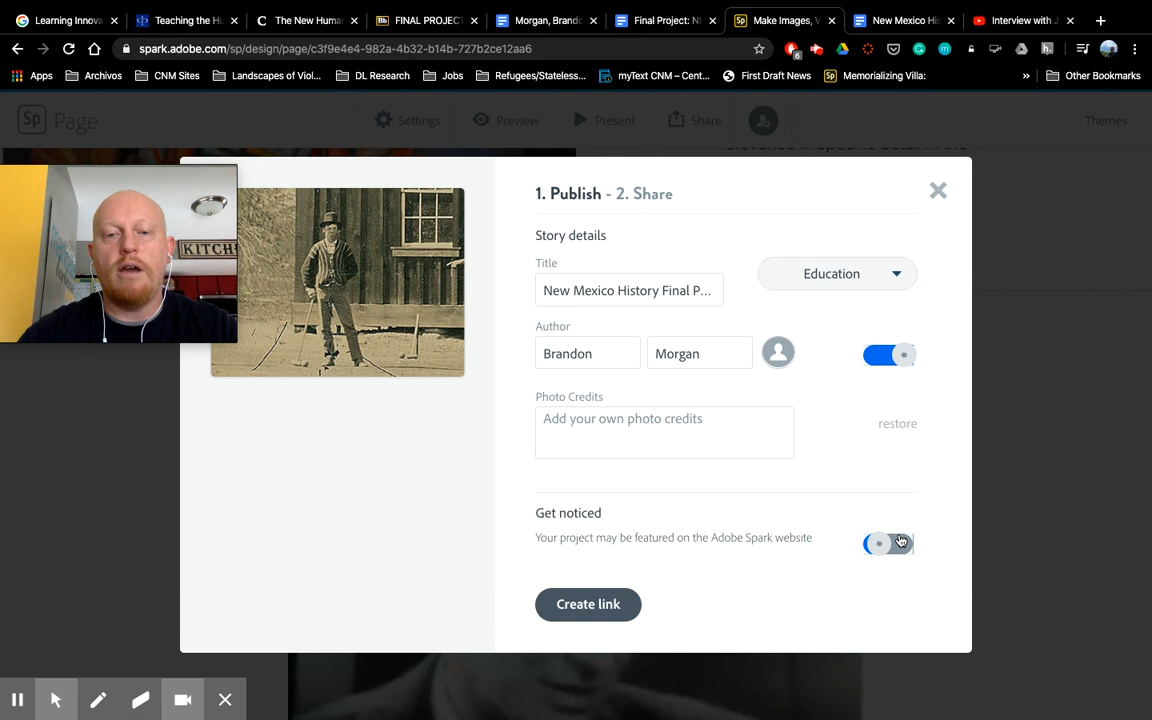 Learning Innova
Teaching the Hu
The New Human
FINAL PROJECT
Morgan, Brando
Final Project: NM
Make Images, V
New Mexico His
Interview with J
spark.adobe.com/sp/design/page/c3f9e4e4-982a-4b32-b14b-727b2ce12aa6
Apps
Archivos
CNM Sites
Landscapes of Viol...
DL Research
Jobs
Refugees/Stateless...
myText CNM – Cent...
First Draft News
Memorializing Villa:
»
Other Bookmarks
Sp Page
Settings
Preview
Present
Share
Themes
KITCH
1. Publish - 2. Share
Story details
Title
New Mexico History Final P...
Education
Author
Brandon
Morgan
Photo Credits
Add your own photo credits
restore
Get noticed
Your project may be featured on the Adobe Spark website.
Create link